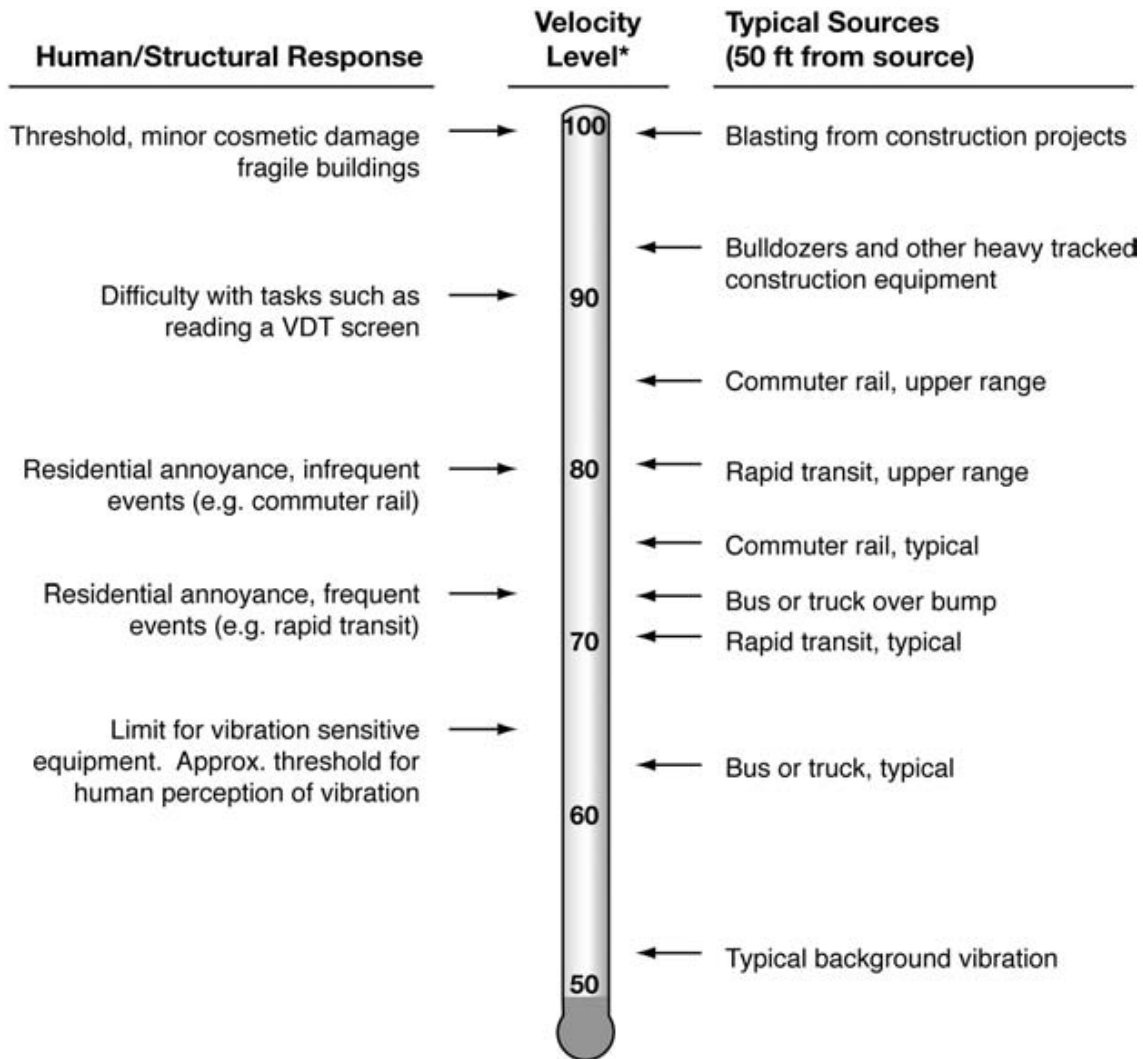 Human/Structural Response
Velocity
Level*
Typical Sources
(50 ft from source)
Threshold, minor cosmetic damage
fragile buildings
100
Blasting from construction projects
Bulldozers and other heavy tracked
construction equipment
Difficulty with tasks such as
reading a VDT screen
90
Commuter rail, upper range
Residential annoyance, infrequent
events (e.g. commuter rail)
80
Rapid transit, upper range
Commuter rail, typical
Residential annoyance, frequent
events (e.g. rapid transit)
Bus or truck over bump
70
Rapid transit, typical
Limit for vibration sensitive
equipment. Approx. threshold for
human perception of vibration
Bus or truck, typical
60
Typical background vibration
50